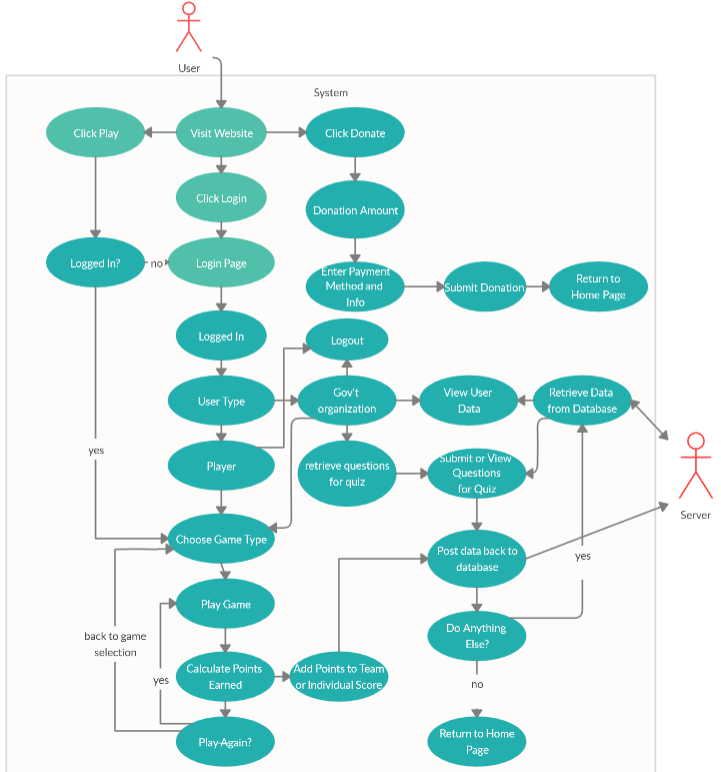 User
System
Click Play
Visit Website
Click Donate
Click Login
Donation Amount
Logged In?
no
Login Page
Enter Payment
Method and
Info
Submit Donation
Return to
Home Page
Logged In
Logout
User Type
Gov't
organization
View User
Data
Retrieve Data
from Database
yes
Player
retrieve questions
for quiz
Submit or View
Questions
for Quiz
Server
Choose Game Type
Post data back to
database
yes
Play Game
back to game
selection
Do Anything
Else?
yes
Calculate Points
Earned
Add Points to Team
or Individual Score
no
Play Again?
Return to Home
Page